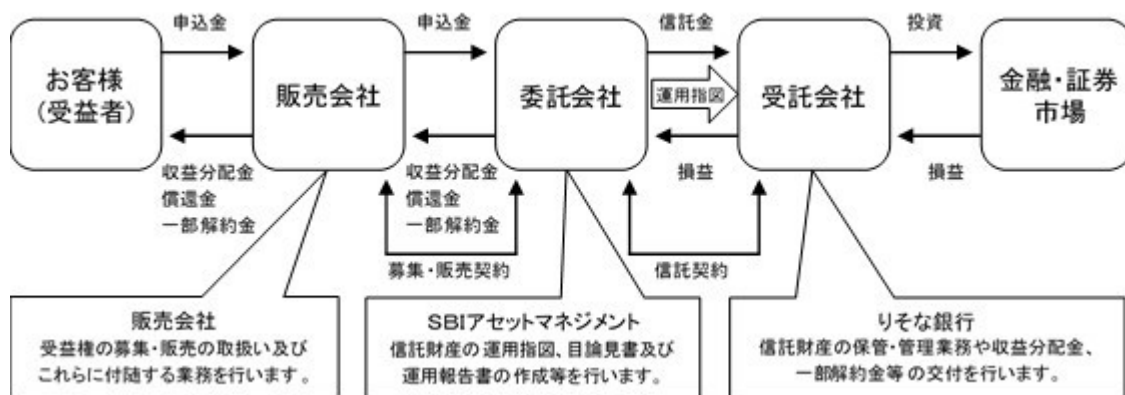 申込金
申込金
信託金
投資
お客様
(受益者)
販売会社
委託会社
運用指図
受託会社
金融・証券
市場
収益分配金
償還金
一部解約金
収益分配金
償還金
一部解約金
損益
損益
募集・販売契約
信託契約
販売会社
受益権の募集・販売の取扱い及び
これらに付随する業務を行います。
SBIアセットマネジメント
信託財産の運用指図、目論見書及び
運用報告書の作成等を行います。
りそな銀行
信託財産の保管・管理業務や収益分配金、
一部解約金等の交付を行います。